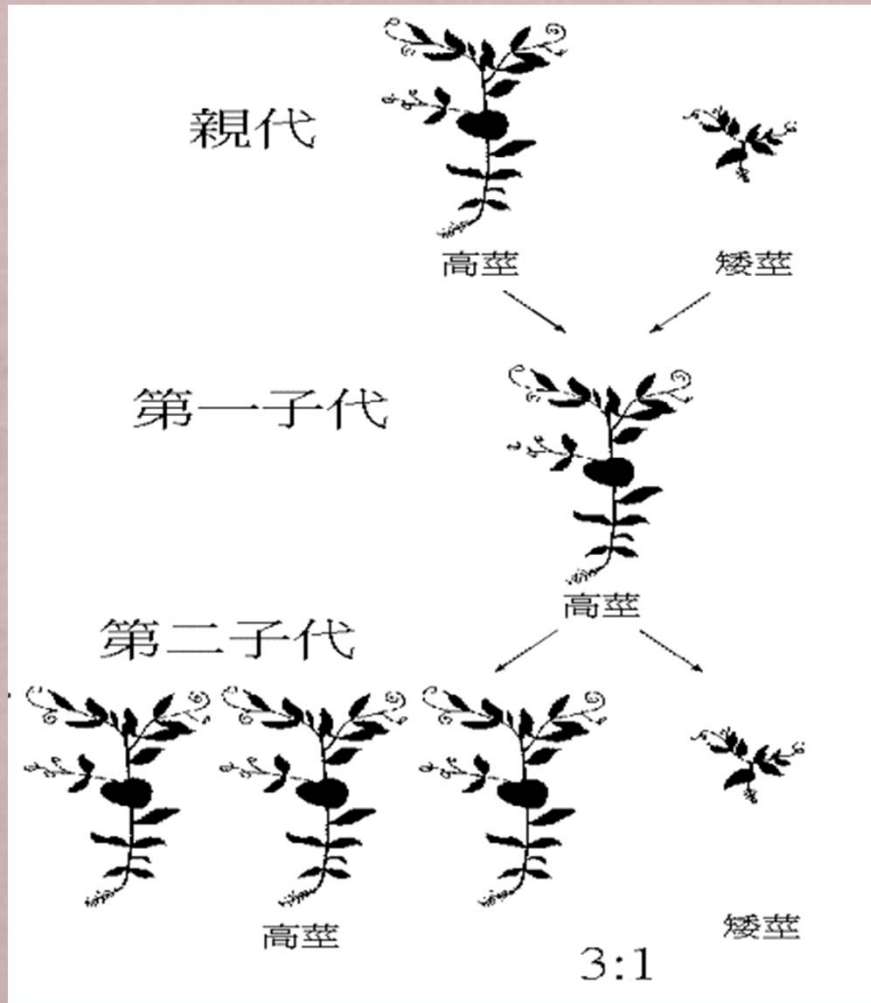 親代
高莖 矮莖
第一子代
高莖
第二子代
高莖 矮莖
3:1